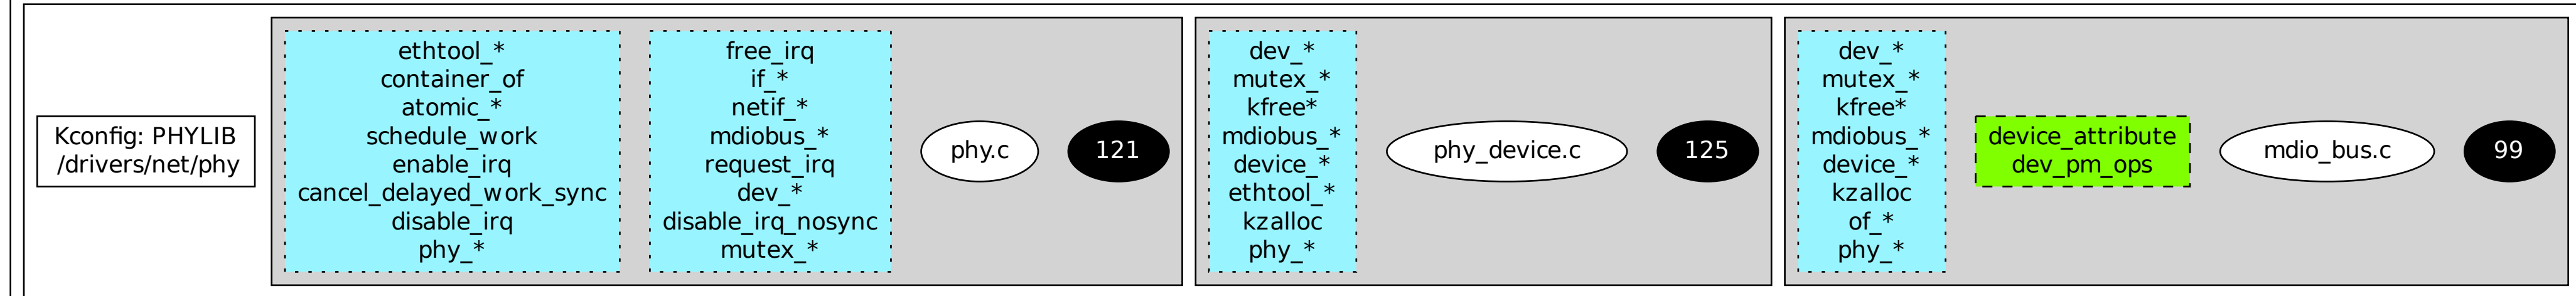 Kconfig: PHYLIB
/drivers/net/phy
ethtool_*
container_of
atomic_*
schedule_work
enable_irq
cancel_delayed_work_sync
disable_irq
phy_*
free_irq
if_*
netif_*
mdiobus_*
request_irq
dev_*
disable_irq_nosync
mutex_*
phy.c
121
dev_*
mutex_*
kfree*
mdiobus_*
device_*
ethtool_*
kzalloc
phy_*
phy_device.c
125
dev_*
mutex_*
kfree*
mdiobus_*
device_*
kzalloc
of_*
phy_*
device_attribute
dev_pm_ops
mdio_bus.c
99